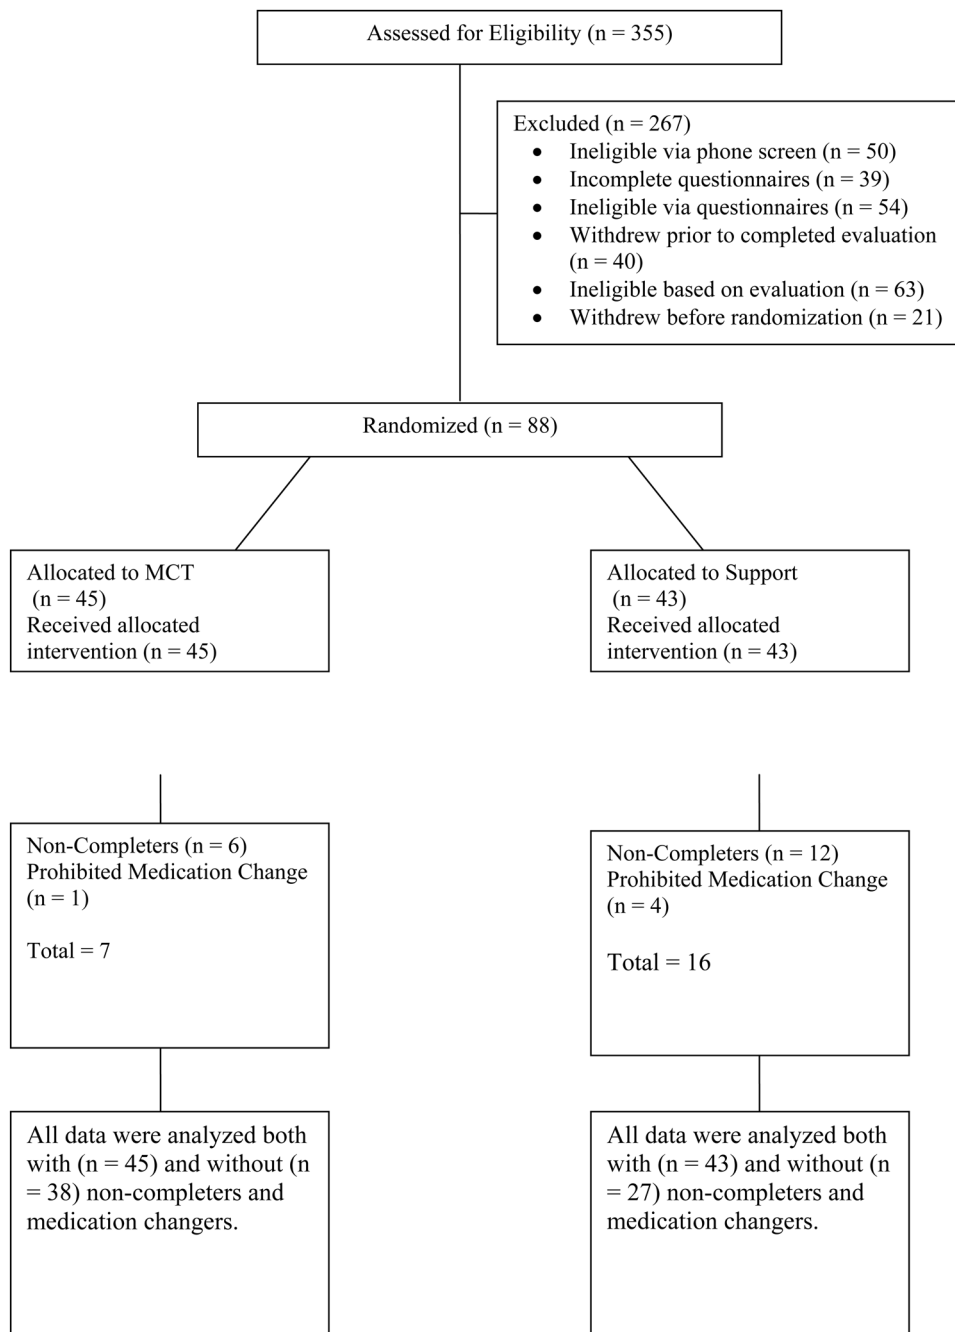 Assessed for Eligibility (n = 355)
Excluded (n = 267)
• Ineligible via phone screen (n = 50)
• Incomplete questionnaires (n = 39)
• Ineligible via questionnaires (n = 54)
• Withdrew prior to completed evaluation
(n = 40)
• Ineligible based on evaluation (n = 63)
• Withdrew before randomization (n = 21)
Randomized (n = 88)
Allocated to MCT
(n = 45)
Received allocated
intervention (n = 45)
Allocated to Support
(n = 43)
Received allocated
intervention (n = 43)
Non-Completers (n = 6)
Prohibited Medication Change
(n = 1)
Total = 7
Non-Completers (n = 12)
Prohibited Medication Change
(n = 4)
Total = 16
All data were analyzed both
with (n = 45) and without (n
= 38) non-completers and
medication changers.
All data were analyzed both
with (n = 43) and without (n
= 27) non-completers and
medication changers.